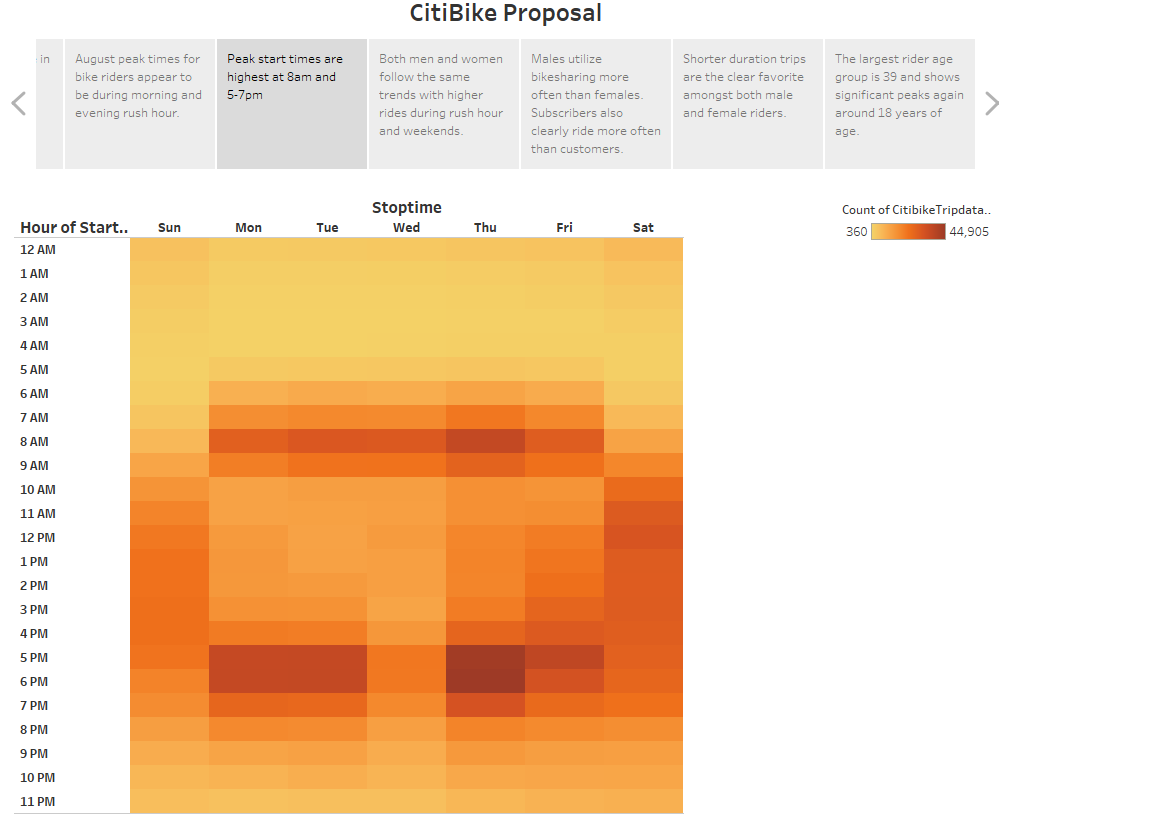 CitiBike Proposal
in
August peak times for
bike riders appear to
be during morning and
evening rush hour.
Peak start times are
highest at 8am and
5-7pm
Both men and women
follow the same
trends with higher
rides during rush hour
and weekends.
Males utilize
bikesharing more
often than females.
Subscribers also
clearly ride more often
than customers.
Shorter duration trips
are the clear favorite
amongst both male
and female riders.
The largest rider age
group is 39 and shows
significant peaks again
around 18 years of
age.
Stoptime
Hour of Start.. Sun Mon Tue Wed Thu Fri Sat
Count of CitibikeTripdata..
360 44,905
12 AM
1 AM
2 AM
3 AM
4 AM
5 AM
6 AM
7 AM
8 AM
9 AM
10 AM
11 AM
12 PM
1 PM
2 PM
3 PM
4 PM
5 PM
6 PM
7 PM
8 PM
9 PM
10 PM
11 PM